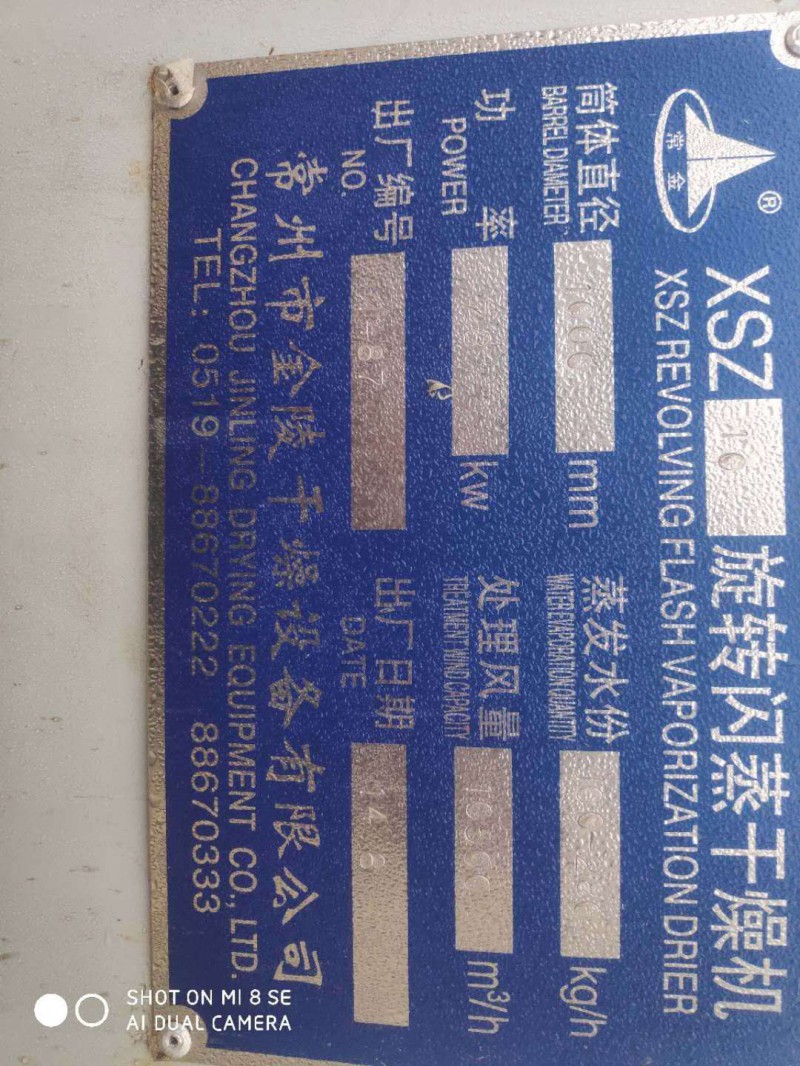 常金 ®
XSZ 10 旋转闪蒸干燥机
XSZ REVOLVING FLASH VAPORIZATION DRIER
筒体直径 1000 mm 蒸发水份 kg/h
BARREL DIAMETER WATER EVAPORATION QUANTITY
功率 kw 处理风量 m³/h
POWER TREATMENT WIND CAPACITY
出厂编号 出厂日期
NO. DATE
常州市金陵干燥设备有限公司
CHANGZHOU JINLING DRYING EQUIPMENT CO., LTD.
TEL: 0519-88670222 88670333
SHOT ON MI 8 SE
AI DUAL CAMERA